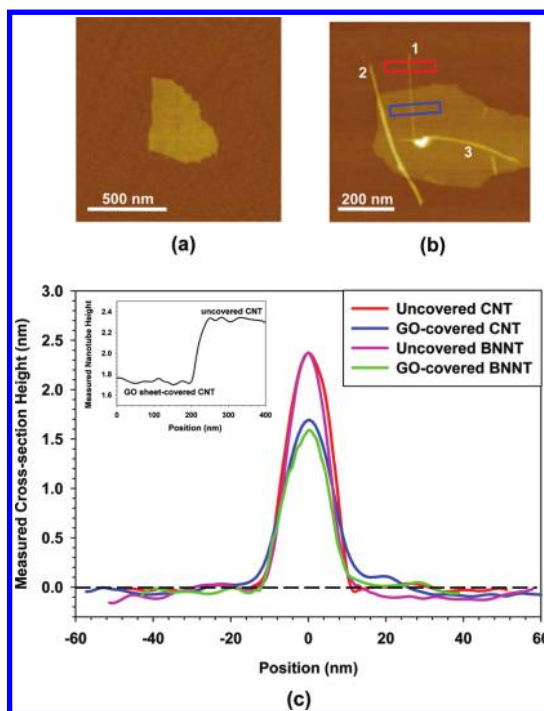 500 nm
(a)
1
2
3
200 nm
(b)
Measured Cross-section Height (nm)
3.0
2.5
2.0
1.5
1.0
0.5
0.0
-60 -40 -20 0 20 40 60
Position (nm)
Measured Nanotube Height
2.4
2.2
2.0
1.8
1.6
uncovered CNT
GO sheet-covered CNT
0 100 200 300 400
Position (nm)
Uncovered CNT
GO-covered CNT
Uncovered BNNT
GO-covered BNNT
(c)